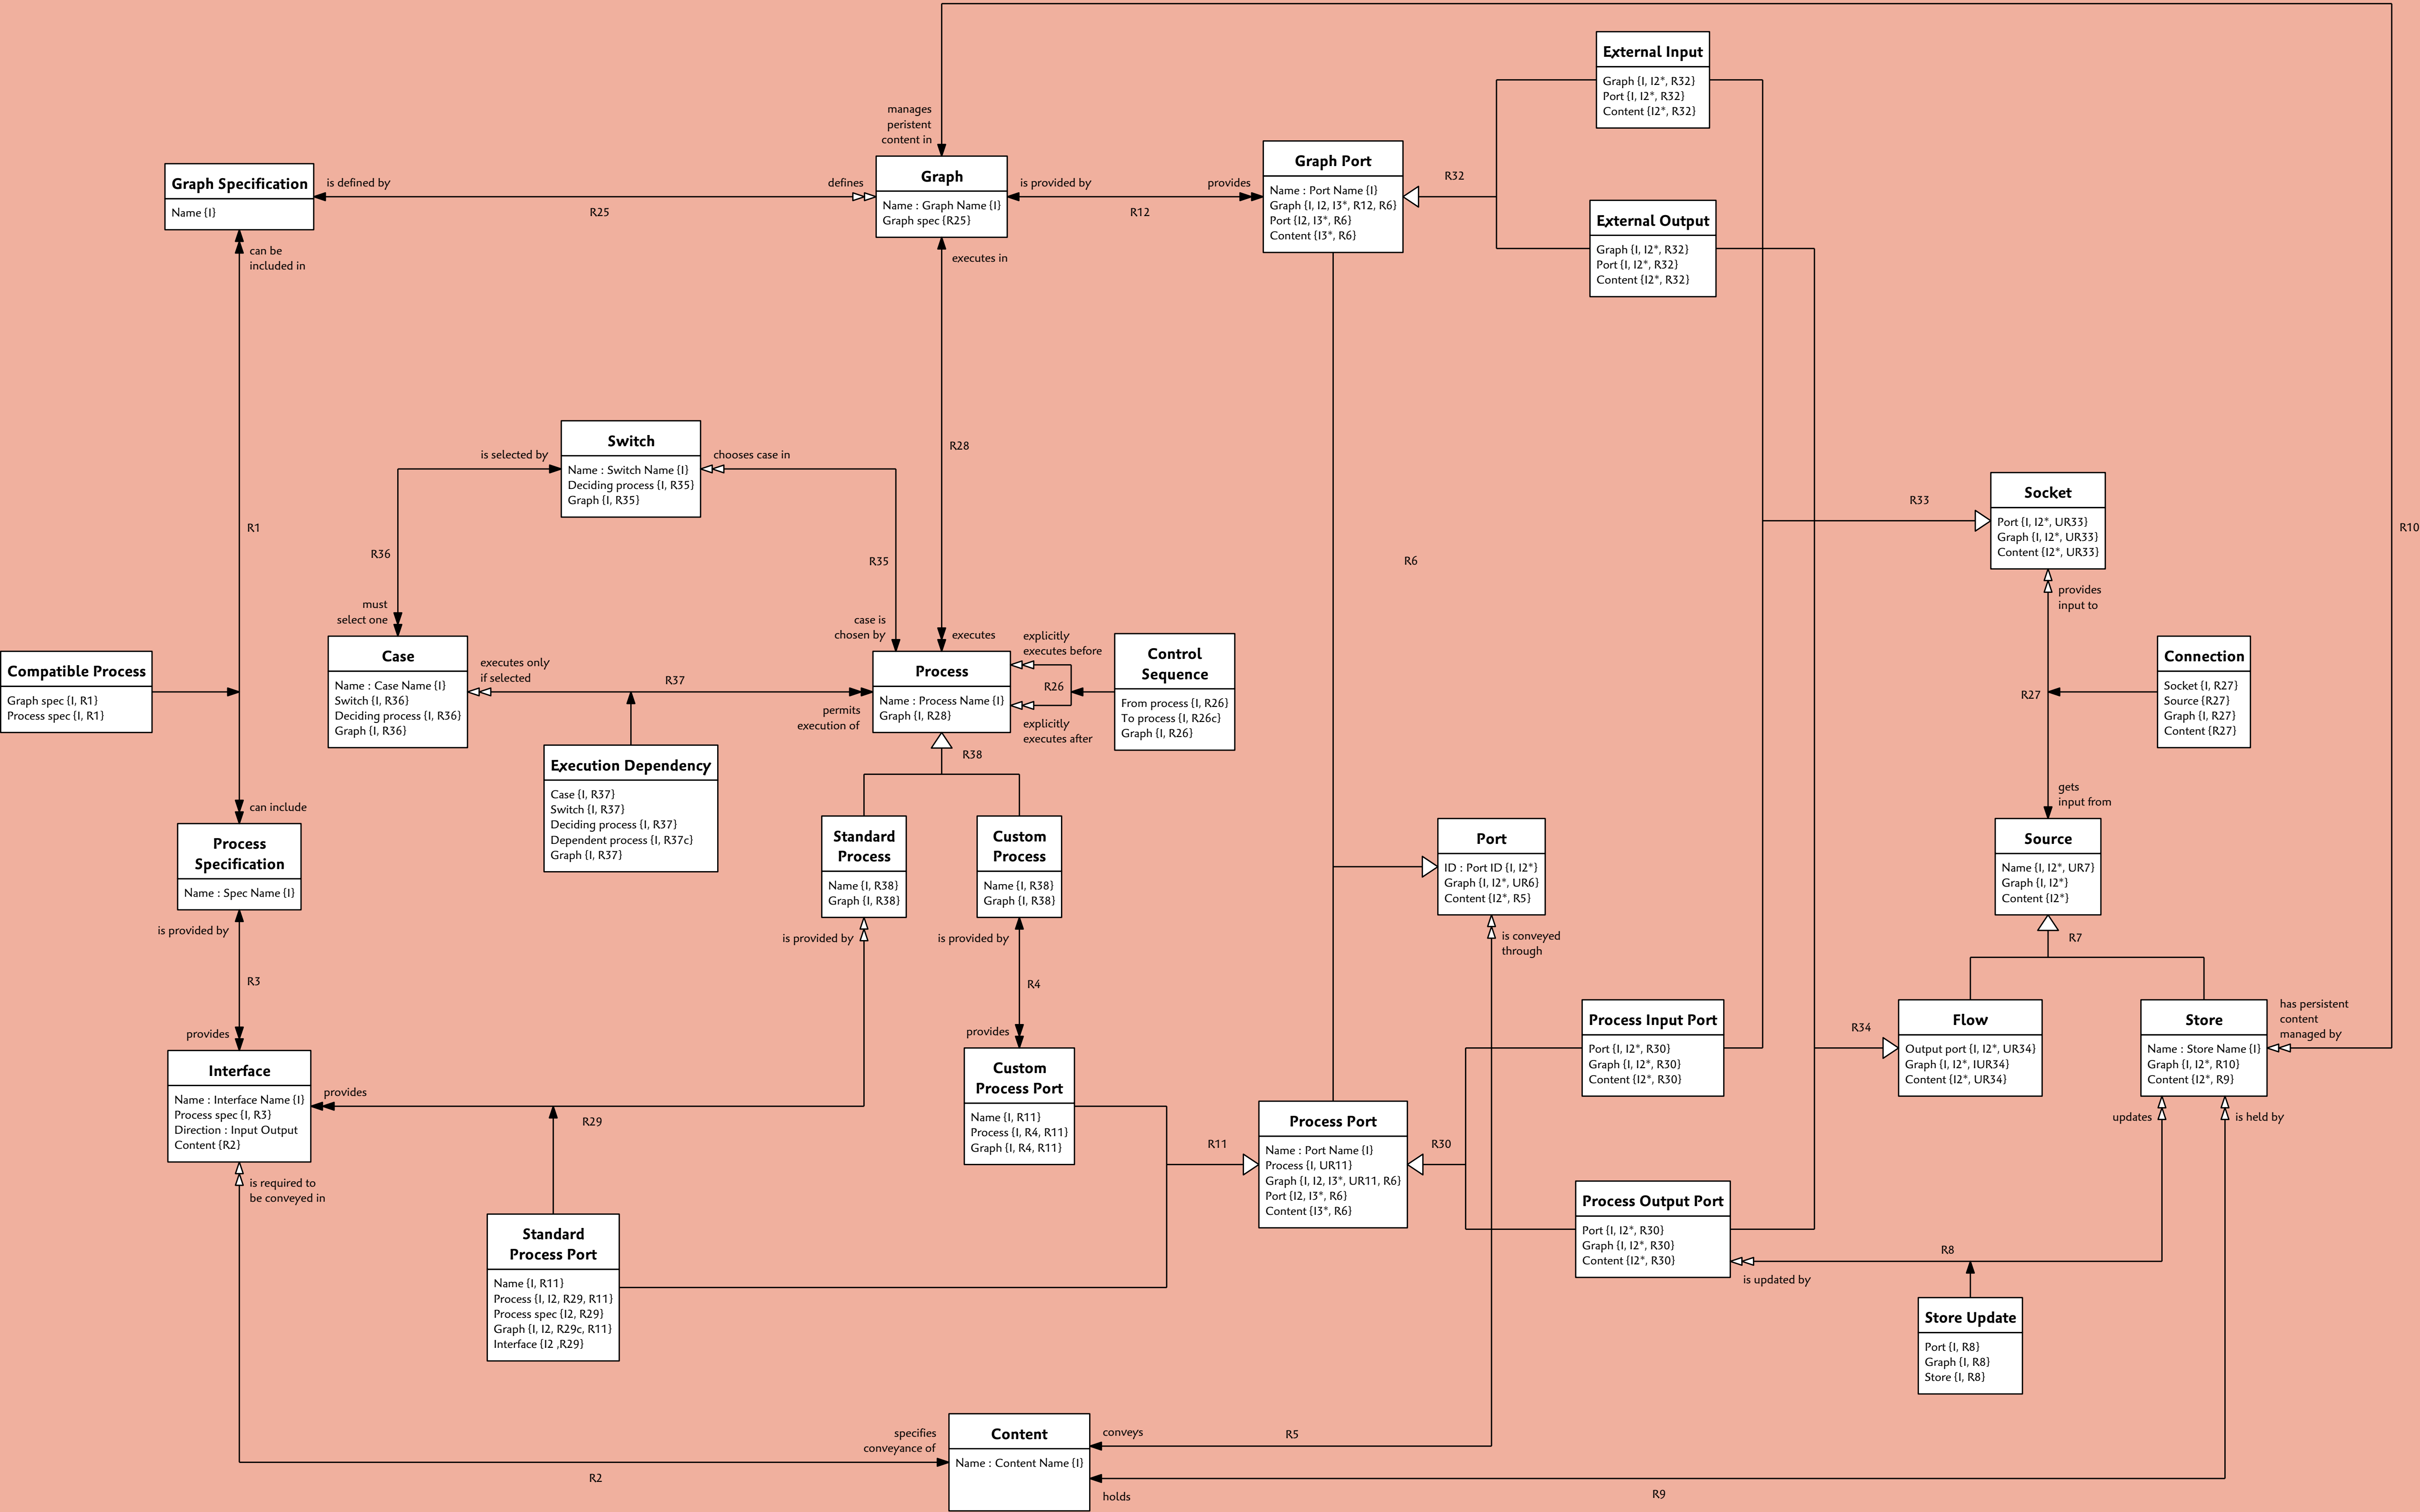 External Input
Graph {I, I2*, R32}
Port {I, I2*, R32}
Content {I2*, R32}
manages
peristent
content in
Graph Specification
Name {I}
is defined by
R25
defines
Graph
Name : Graph Name {I}
Graph spec {R25}
is provided by
R12
provides
Graph Port
Name : Port Name {I}
Graph {I, I2, I3*, R12, R6}
Port {I2, I3*, R6}
Content {I3*, R6}
R32
External Output
Graph {I, I2*, R32}
Port {I, I2*, R32}
Content {I2*, R32}
can be
included in
executes in
R28
R1
Switch
Name : Switch Name {I}
Deciding process {I, R35}
Graph {I, R35}
is selected by
chooses case in
R36
R35
R6
R33
R10
Socket
Port {I, I2*, UR33}
Graph {I, I2*, UR33}
Content {I2*, UR33}
provides
input to
must
select one
case is
chosen by
executes
Compatible Process
Graph spec {I, R1}
Process spec {I, R1}
Case
Name : Case Name {I}
Switch {I, R36}
Deciding process {I, R36}
Graph {I, R36}
executes only
if selected
R37
permits
execution of
Process
Name : Process Name {I}
Graph {I, R28}
explicitly
executes before
R26
explicitly
executes after
Control
Sequence
From process {I, R26}
To process {I, R26c}
Graph {I, R26}
R27
Connection
Socket {I, R27}
Source {R27}
Graph {I, R27}
Content {R27}
Execution Dependency
Case {I, R37}
Switch {I, R37}
Deciding process {I, R37}
Dependent process {I, R37c}
Graph {I, R37}
R38
gets
input from
can include
Process
Specification
Name : Spec Name {I}
Standard
Process
Name {I, R38}
Graph {I, R38}
Custom
Process
Name {I, R38}
Graph {I, R38}
Port
ID : Port ID {I, I2*}
Graph {I, I2*, UR6}
Content {I2*, R5}
Source
Name {I, I2*, UR7}
Graph {I, I2*}
Content {I2*}
is provided by
is provided by
is provided by
is conveyed
through
R7
R3
R4
provides
provides
Process Input Port
Port {I, I2*, R30}
Graph {I, I2*, R30}
Content {I2*, R30}
R34
Flow
Output port {I, I2*, UR34}
Graph {I, I2*, IUR34}
Content {I2*, UR34}
Store
Name : Store Name {I}
Graph {I, I2*, R10}
Content {I2*, R9}
has persistent
content
managed by
Interface
Name : Interface Name {I}
Process spec {I, R3}
Direction : Input Output
Content {R2}
provides
R29
Custom
Process Port
Name {I, R11}
Process {I, R4, R11}
Graph {I, R4, R11}
R11
Process Port
Name : Port Name {I}
Process {I, UR11}
Graph {I, I2, I3*, UR11, R6}
Port {I2, I3*, R6}
Content {I3*, R6}
R30
updates
is held by
is required to
be conveyed in
Process Output Port
Port {I, I2*, R30}
Graph {I, I2*, R30}
Content {I2*, R30}
R8
is updated by
Standard
Process Port
Name {I, R11}
Process {I, I2, R29, R11}
Process spec {I2, R29}
Graph {I, I2, R29c, R11}
Interface {I2 ,R29}
Store Update
Port {I, R8}
Graph {I, R8}
Store {I, R8}
specifies
conveyance of
R2
Content
Name : Content Name {I}
conveys
R5
holds
R9